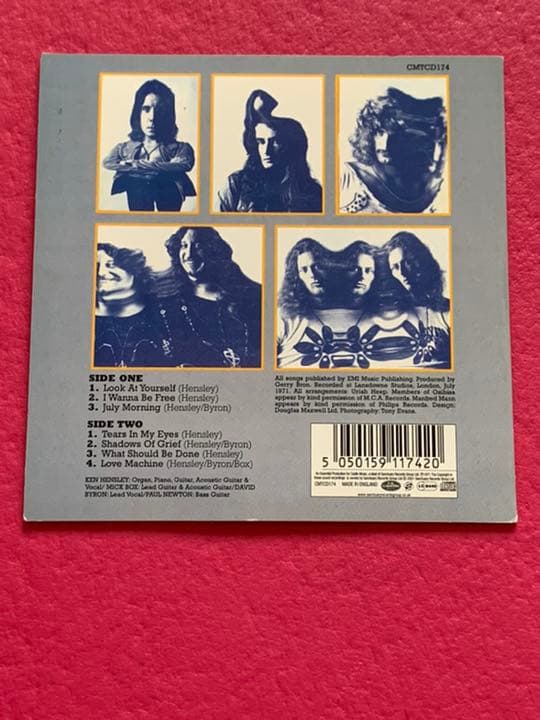 CMTCD174
SIDE ONE
1. Look At Yourself (Hensley)
2. I Wanna Be Free (Hensley)
3. July Morning (Hensley/Byron)
SIDE TWO
1. Tears In My Eyes (Hensley)
2. Shadows Of Grief (Hensley/Byron)
3. What Should Be Done (Hensley)
4. Love Machine (Hensley/Byron/Box)
KEN HENSLEY: Organ, Piano, Guitar, Acoustic Guitar &
Vocal/ MICK BOX: Lead Guitar & Acoustic Guitar/DAVID
BYRON: Lead Vocal/PAUL NEWTON: Bass Guitar
All songs published by EMI Music Publishing. Produced by
Gerry Bron. Recorded at Lansdowne Studios, London, July
1971. All arrangements: Uriah Heep. Members of Osibisa
appear by kind permission of M.C.A. Records. Manfred Mann
appears by kind permission of Philips Records. Design:
Douglas Maxwell Ltd. Photography: Tony Evans.
5 050159 117420
CMTCD174 MADE IN ENGLAND